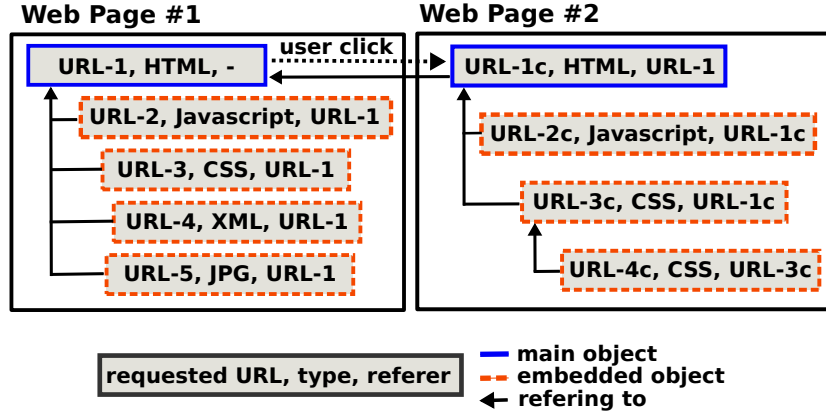 Web Page #1
URL-1, HTML, -
URL-2, Javascript, URL-1
URL-3, CSS, URL-1
URL-4, XML, URL-1
URL-5, JPG, URL-1
user click
Web Page #2
URL-1c, HTML, URL-1
URL-2c, Javascript, URL-1c
URL-3c, CSS, URL-1c
URL-4c, CSS, URL-3c
requested URL, type, referer
main object
embedded object
refering to